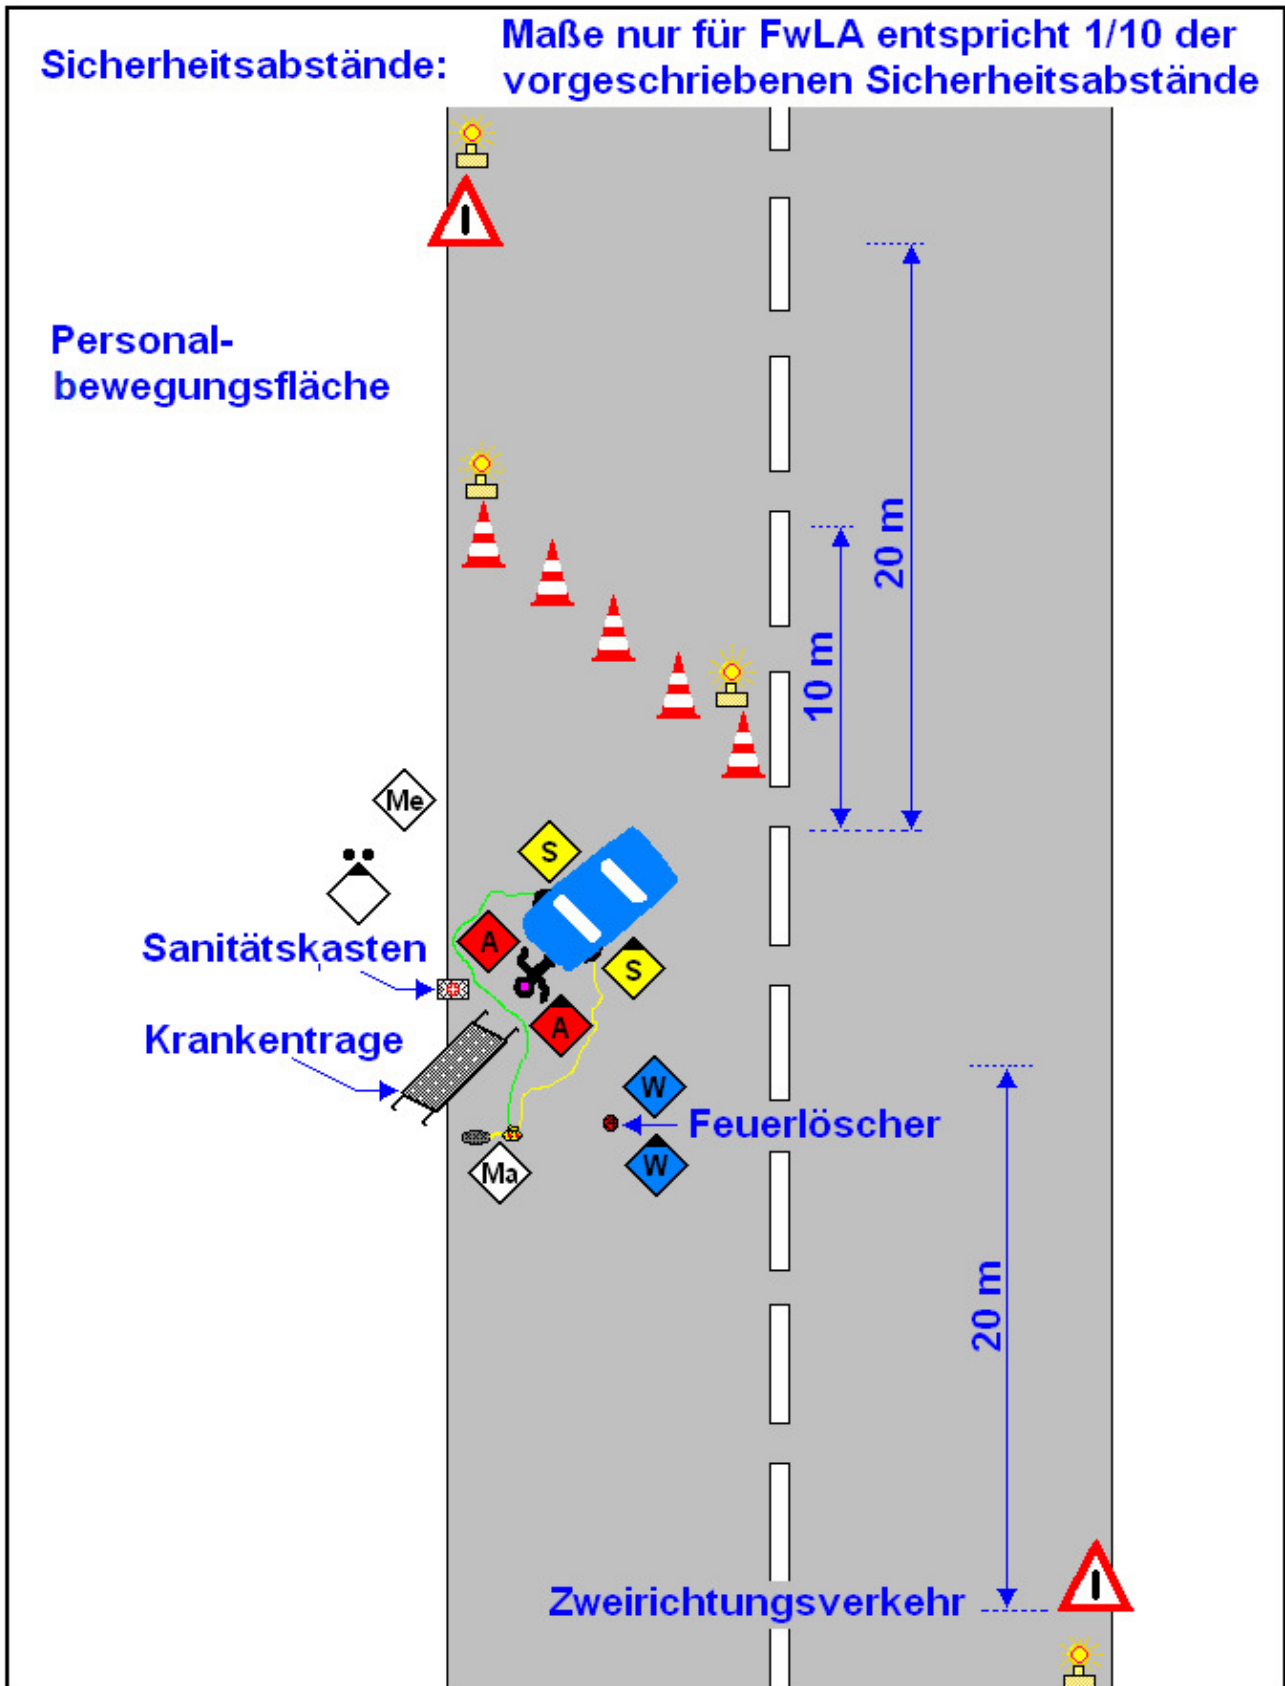 Sicherheitsabstände:
Maße nur für FwLA entspricht 1/10 der
vorgeschriebenen Sicherheitsabstände
Personal-
bewegungsfläche
20 m
10 m
Me
S
A
Sanitätskasten
S
A
Krankentrage
W
Feuerlöscher
W
Ma
20 m
Zweirichtungsverkehr